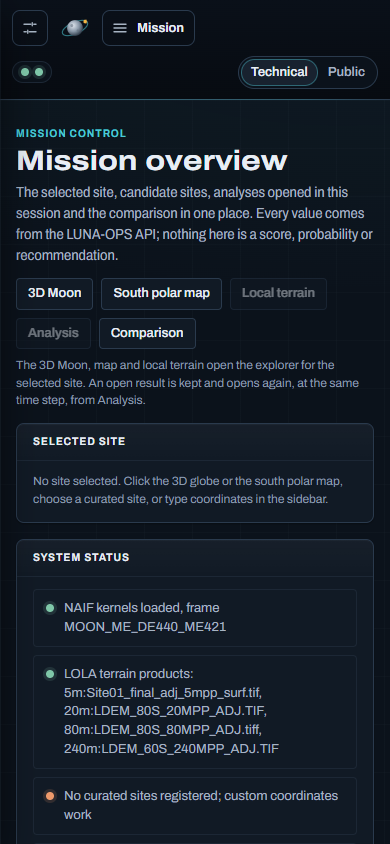 Mission
Technical
Public
MISSION CONTROL
Mission overview
The selected site, candidate sites, analyses opened in this
session and the comparison in one place. Every value comes
from the LUNA-OPS API; nothing here is a score, probability or
recommendation.
3D Moon
South polar map
Local terrain
Analysis
Comparison
The 3D Moon, map and local terrain open the explorer for the
selected site. An open result is kept and opens again, at the same
time step, from Analysis.
SELECTED SITE
No site selected. Click the 3D globe or the south polar map,
choose a curated site, or type coordinates in the sidebar.
SYSTEM STATUS
NAIF kernels loaded, frame
MOON_ME_DE440_ME421
LOLA terrain products:
5m:Site01_final_adj_5mpp_surf.tif,
20m:LDEM_80S_20MPP_ADJ.TIF,
80m:LDEM_80S_80MPP_ADJ.tiff,
240m:LDEM_60S_240MPP_ADJ.TIF
No curated sites registered; custom coordinates
work